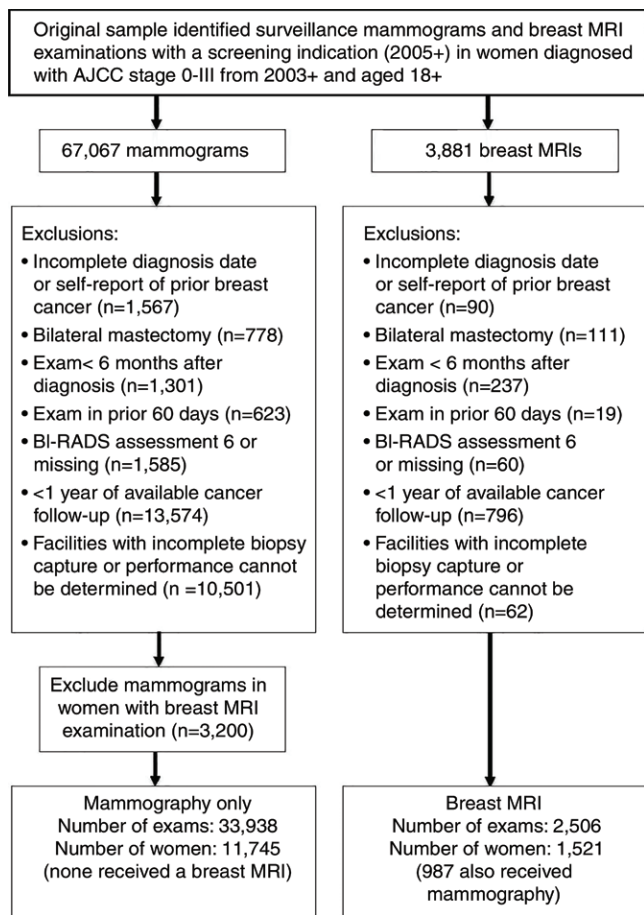 Original sample identified surveillance mammograms and breast MRI
examinations with a screening indication (2005+) in women diagnosed
with AJCC stage 0-III from 2003+ and aged 18+
67,067 mammograms
3,881 breast MRIs
Exclusions:
• Incomplete diagnosis date
or self-report of prior breast
cancer (n=1,567)
• Bilateral mastectomy (n=778)
• Exam< 6 months after
diagnosis (n=1,301)
• Exam in prior 60 days (n=623)
• BI-RADS assessment 6 or
missing (n=1,585)
• <1 year of available cancer
follow-up (n=13,574)
• Facilities with incomplete biopsy
capture or performance cannot
be determined (n =10,501)
Exclusions:
• Incomplete diagnosis date
or self-report of prior breast
cancer (n=90)
• Bilateral mastectomy (n=111)
• Exam < 6 months after
diagnosis (n=237)
• Exam in prior 60 days (n=19)
• BI-RADS assessment 6
or missing (n=60)
• <1 year of available cancer
follow-up (n=796)
• Facilities with incomplete
biopsy capture or
performance cannot be
determined (n=62)
Exclude mammograms in
women with breast MRI
examination (n=3,200)
Mammography only
Number of exams: 33,938
Number of women: 11,745
(none received a breast MRI)
Breast MRI
Number of exams: 2,506
Number of women: 1,521
(987 also received
mammography)